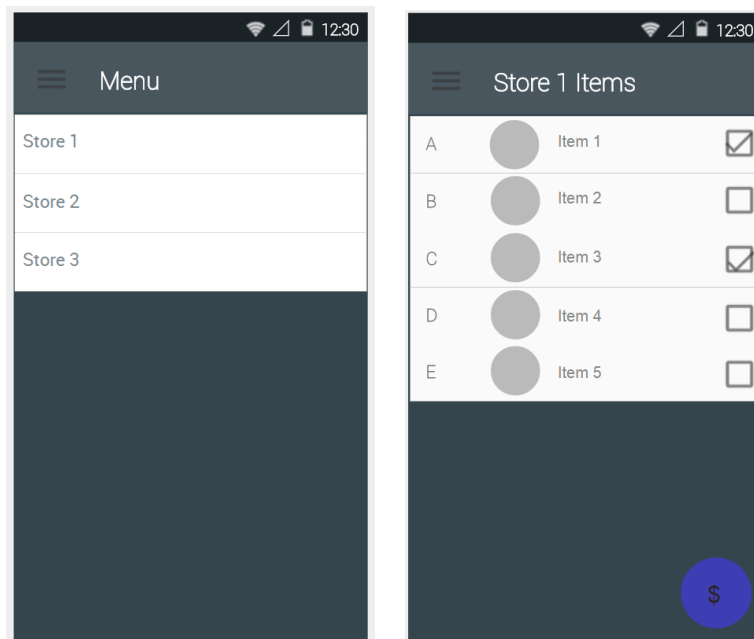 12:30
Menu
Store 1
Store 2
Store 3
12:30
Store 1 Items
A Item 1
B Item 2
C Item 3
D Item 4
E Item 5
$